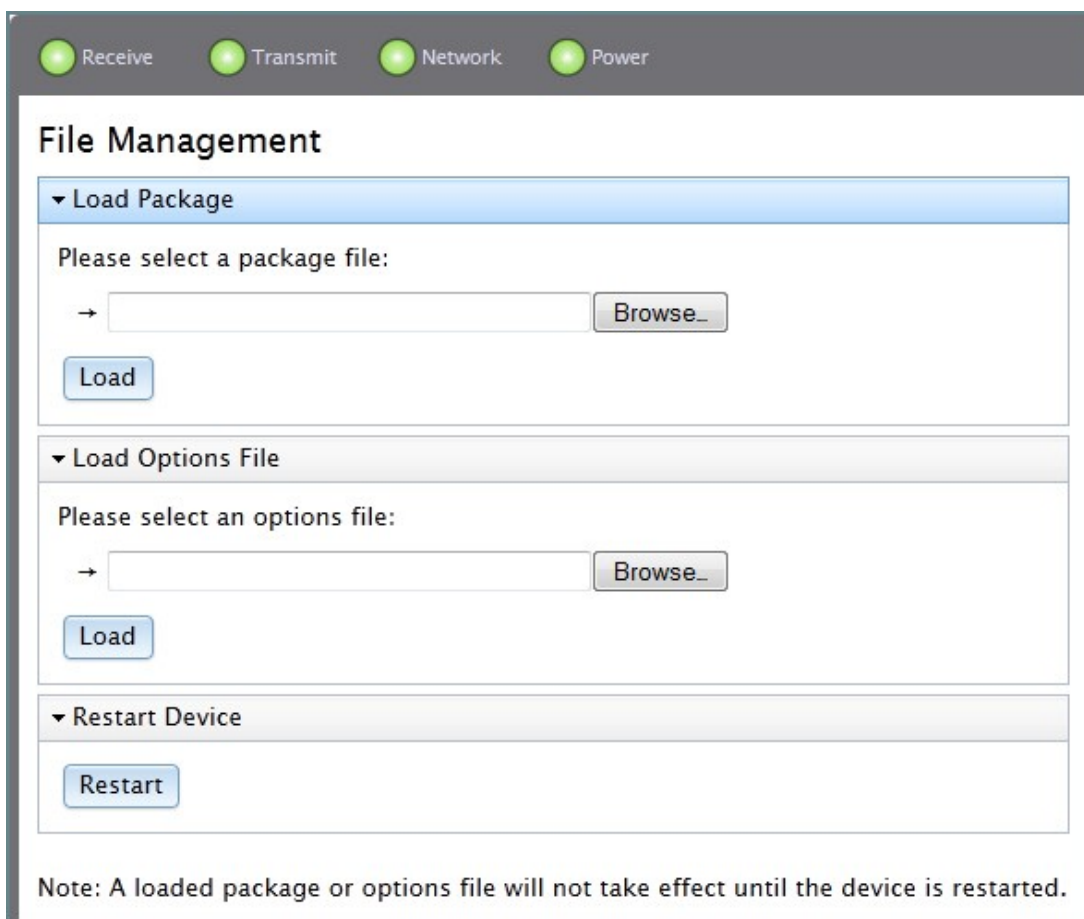 Receive Transmit Network Power
File Management
Load Package
Please select a package file:
→ Browse...
Load
Load Options File
Please select an options file:
→ Browse...
Load
Restart Device
Restart
Note: A loaded package or options file will not take effect until the device is restarted.